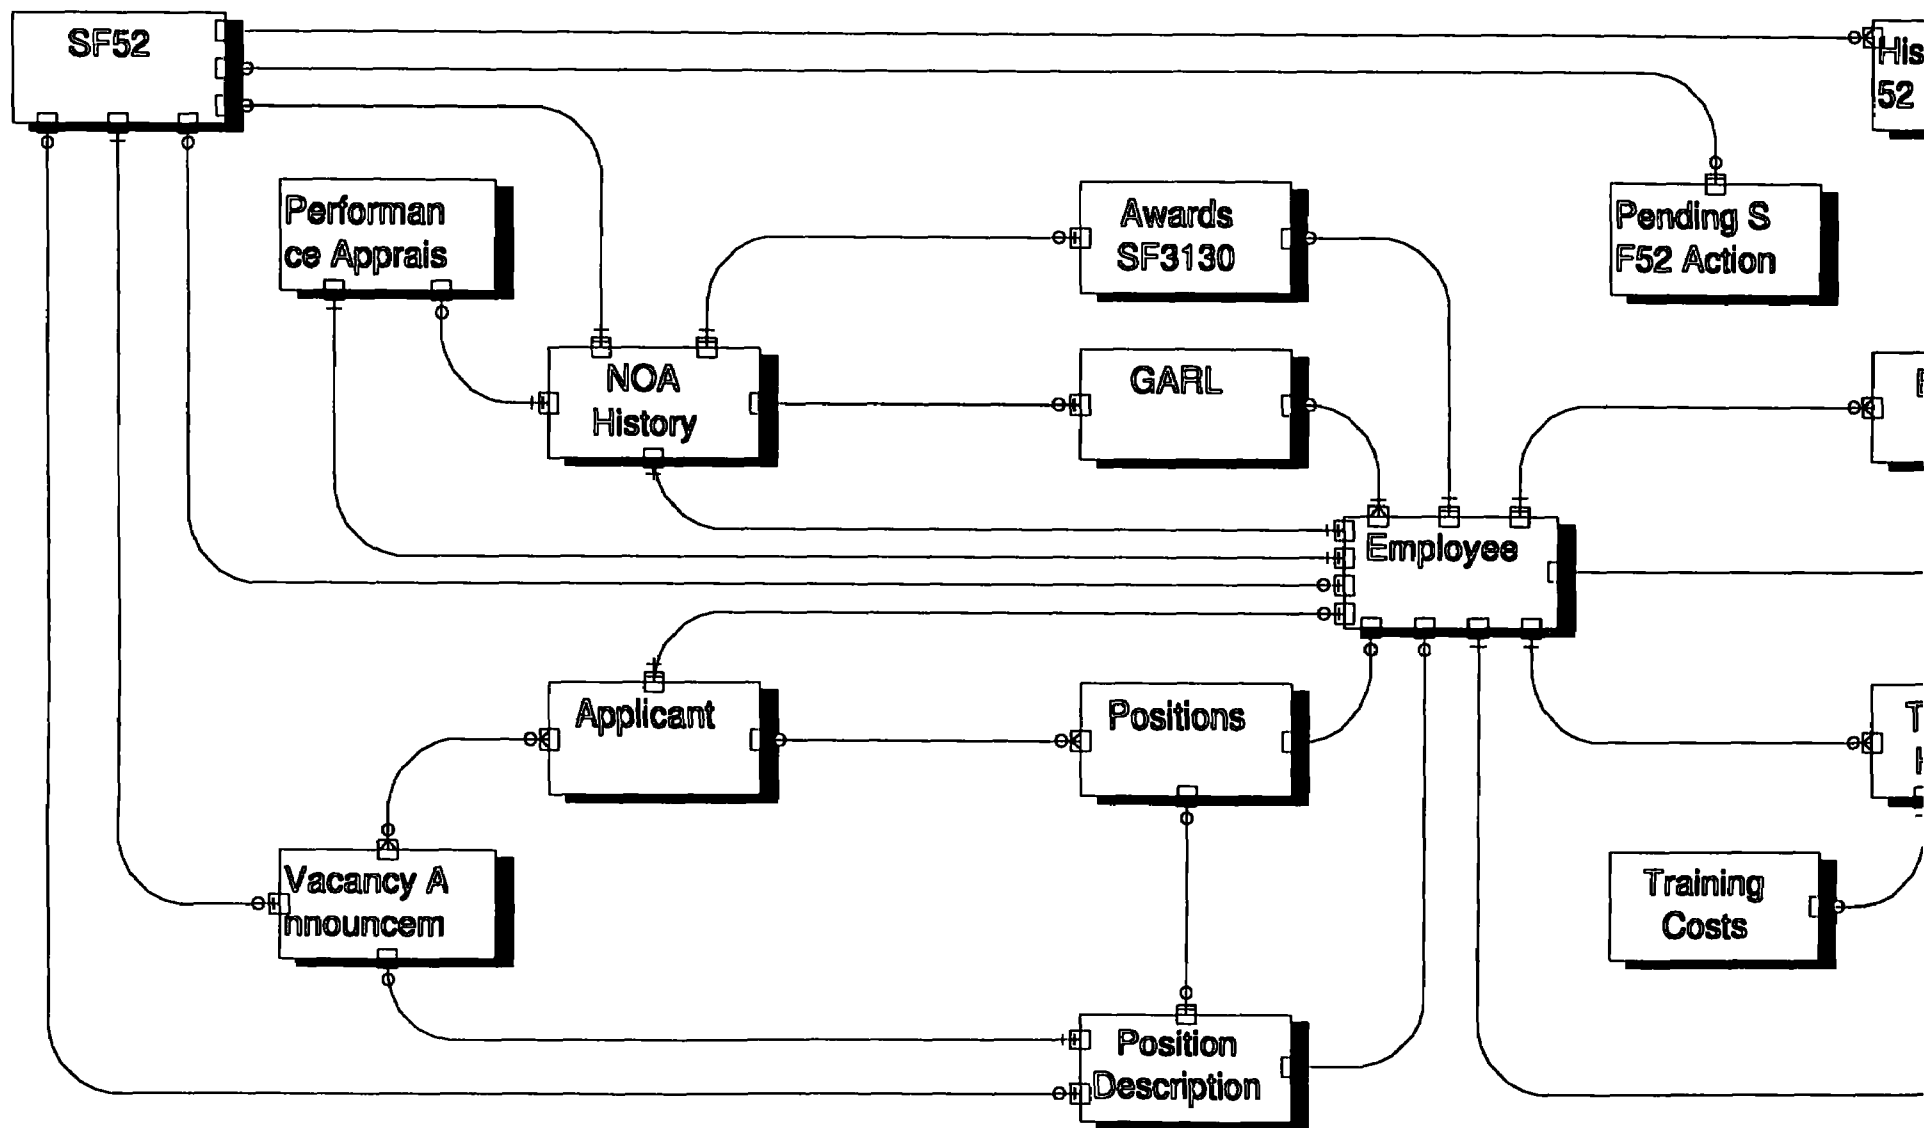 SF52
His
52
Performan
ce Apprais
Awards
SF3130
Pending S
F52 Action
NOA
History
GARL
Employee
Applicant
Positions
T
Vacancy A
nnouncem
Training
Costs
Position
Description